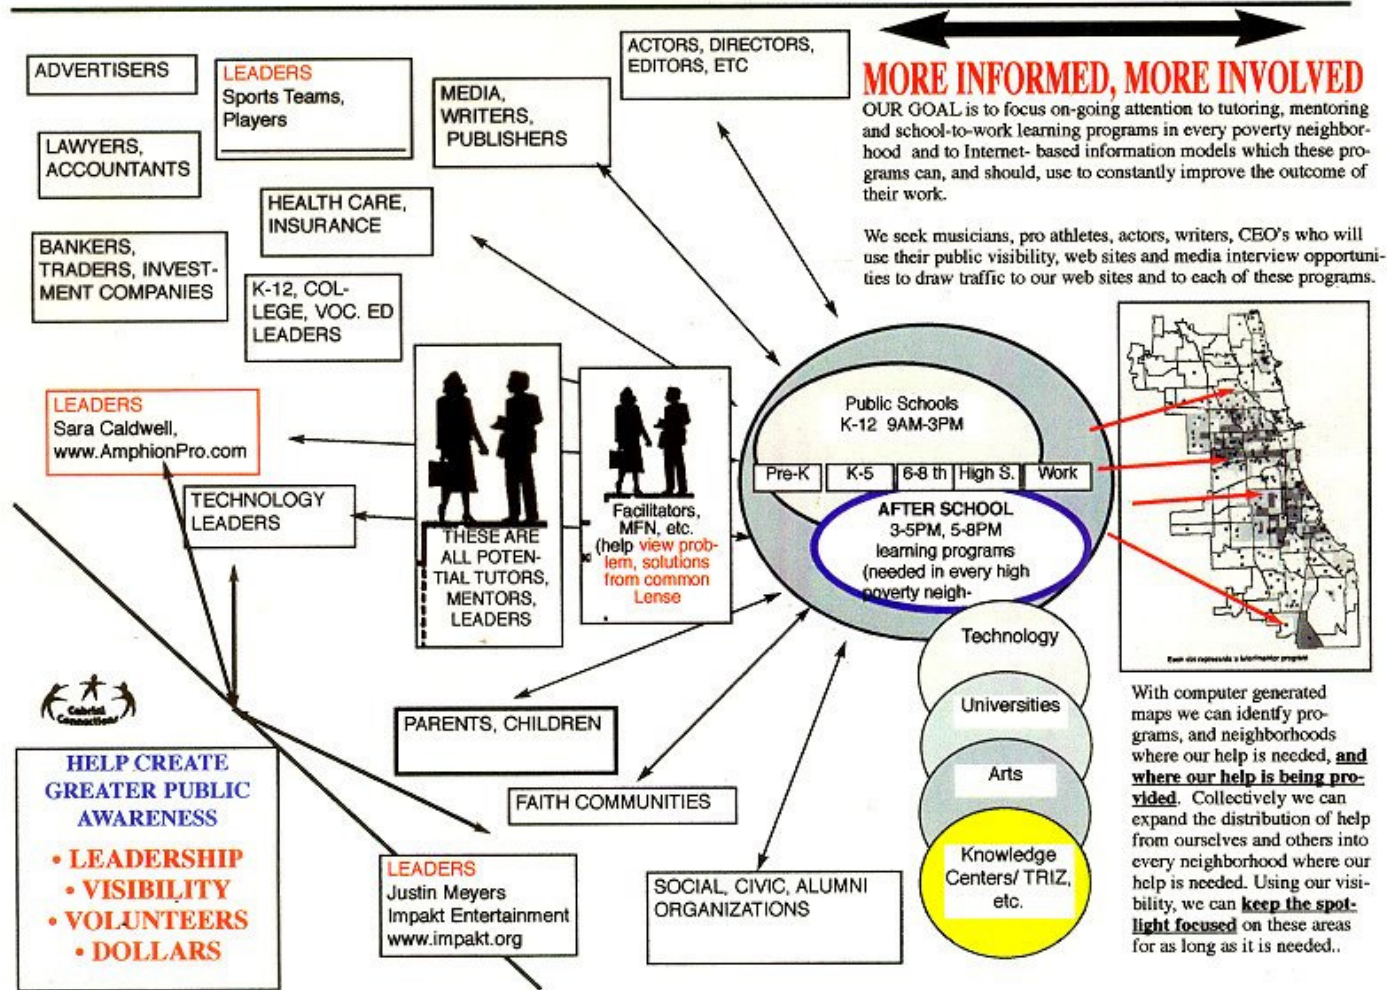 ADVERTISERS
LEADERS
Sports Teams,
Players
MEDIA,
WRITERS,
PUBLISHERS
ACTORS, DIRECTORS,
EDITORS, ETC
LAWYERS,
ACCOUNTANTS
HEALTH CARE,
INSURANCE
BANKERS,
TRADERS, INVEST-
MENT COMPANIES
K-12, COL-
LEGE, VOC. ED
LEADERS
LEADERS
Sara Caldwell,
www.AmphionPro.com
TECHNOLOGY
LEADERS
THESE ARE
ALL POTEN-
TIAL TUTORS,
MENTORS,
LEADERS
Facilitators,
MFN, etc.
(help view prob-
lem, solutions
from common
Lense
Public Schools
K-12 9AM-3PM
Pre-K
K-5
6-8 th
High S.
Work
AFTER SCHOOL
3-5PM, 5-8PM
learning programs
(needed in every high
poverty neigh-
Technology
Universities
Arts
Knowledge
Centers/ TRIZ,
etc.
PARENTS, CHILDREN
FAITH COMMUNITIES
SOCIAL, CIVIC, ALUMNI
ORGANIZATIONS
LEADERS
Justin Meyers
Impakt Entertainment
www.impakt.org
Cabrini
Connections
HELP CREATE
GREATER PUBLIC
AWARENESS
• LEADERSHIP
• VISIBILITY
• VOLUNTEERS
• DOLLARS
MORE INFORMED, MORE INVOLVED
OUR GOAL is to focus on-going attention to tutoring, mentoring
and school-to-work learning programs in every poverty neighbor-
hood and to Internet- based information models which these pro-
grams can, and should, use to constantly improve the outcome of
their work.
We seek musicians, pro athletes, actors, writers, CEO's who will
use their public visibility, web sites and media interview opportuni-
ties to draw traffic to our web sites and to each of these programs.
Each dot represents a tutor/mentor program
With computer generated
maps we can identfy pro-
grams, and neighborhoods
where our help is needed, and
where our help is being pro-
vided. Collectively we can
expand the distribution of help
from ourselves and others into
every neighborhood where our
help is needed. Using our visi-
bility, we can keep the spot-
light focused on these areas
for as long as it is needed..